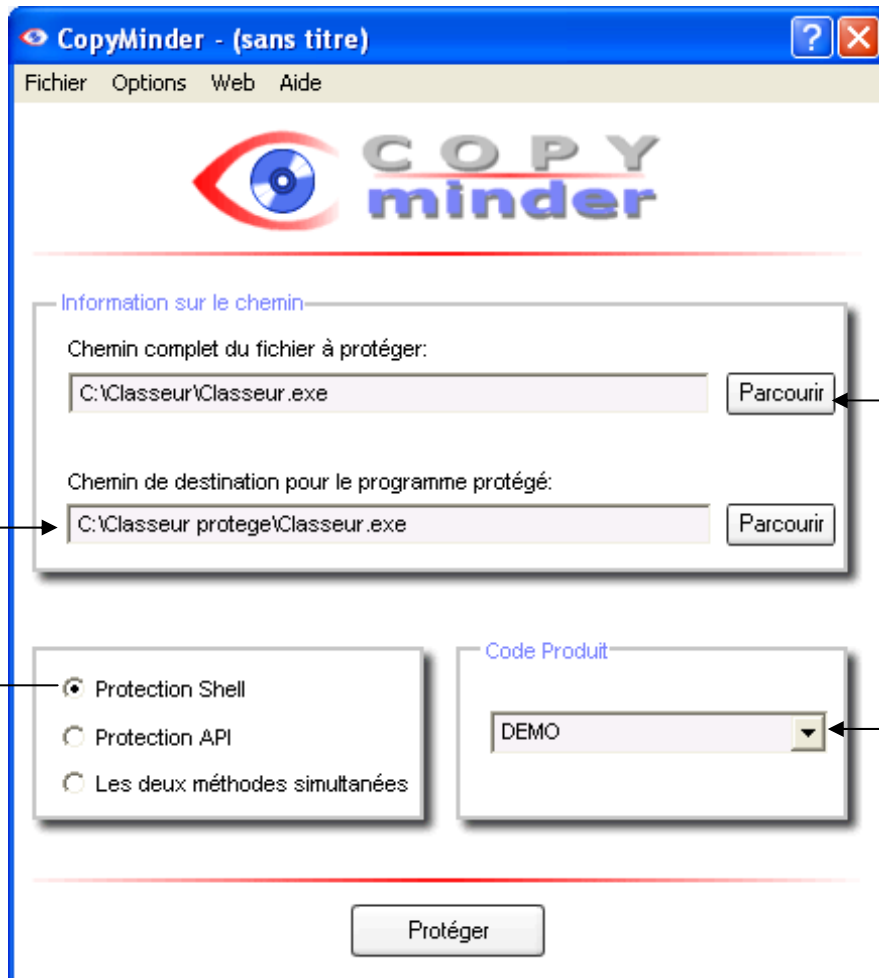 CopyMinder - (sans titre)
Fichier Options Web Aide
COPY
minder
Information sur le chemin
Chemin complet du fichier à protéger:
C:\Classeur\Classeur.exe
Parcourir
Chemin de destination pour le programme protégé:
C:\Classeur protege\Classeur.exe
Parcourir
Protection Shell
Protection API
Les deux méthodes simultanées
Code Produit
DEMO
Protéger